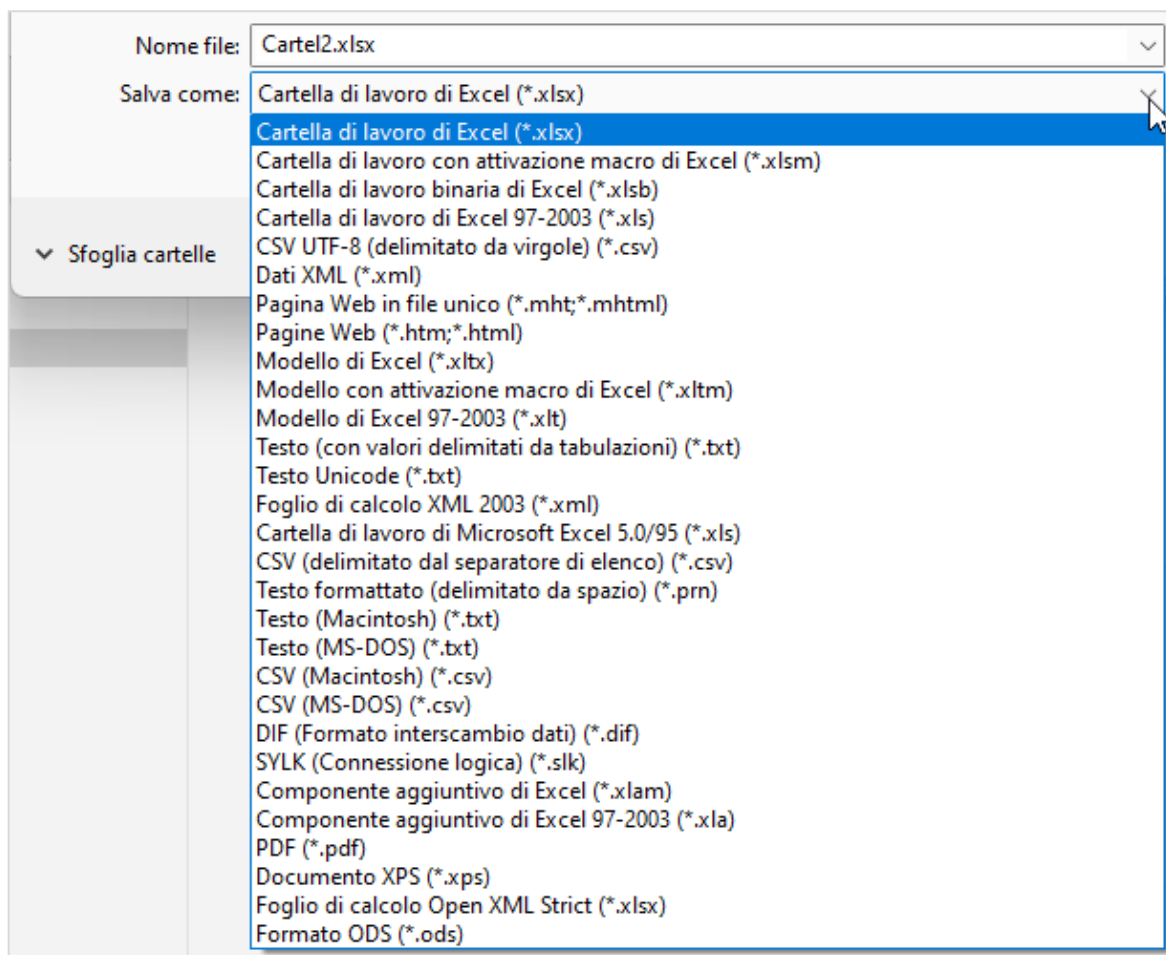 Nome file: Cartel2.xlsx
Salva come: Cartella di lavoro di Excel (*.xlsx)
Cartella di lavoro di Excel (*.xlsx)
Cartella di lavoro con attivazione macro di Excel (*.xlsm)
Cartella di lavoro binaria di Excel (*.xlsb)
Cartella di lavoro di Excel 97-2003 (*.xls)
Sfoglia cartelle
CSV UTF-8 (delimitato da virgole) (*.csv)
Dati XML (*.xml)
Pagina Web in file unico (*.mht;*.mhtml)
Pagine Web (*.htm;*.html)
Modello di Excel (*.xltx)
Modello con attivazione macro di Excel (*.xltm)
Modello di Excel 97-2003 (*.xlt)
Testo (con valori delimitati da tabulazioni) (*.txt)
Testo Unicode (*.txt)
Foglio di calcolo XML 2003 (*.xml)
Cartella di lavoro di Microsoft Excel 5.0/95 (*.xls)
CSV (delimitato dal separatore di elenco) (*.csv)
Testo formattato (delimitato da spazio) (*.prn)
Testo (Macintosh) (*.txt)
Testo (MS-DOS) (*.txt)
CSV (Macintosh) (*.csv)
CSV (MS-DOS) (*.csv)
DIF (Formato interscambio dati) (*.dif)
SYLK (Connessione logica) (*.slk)
Componente aggiuntivo di Excel (*.xlam)
Componente aggiuntivo di Excel 97-2003 (*.xla)
PDF (*.pdf)
Documento XPS (*.xps)
Foglio di calcolo Open XML Strict (*.xlsx)
Formato ODS (*.ods)